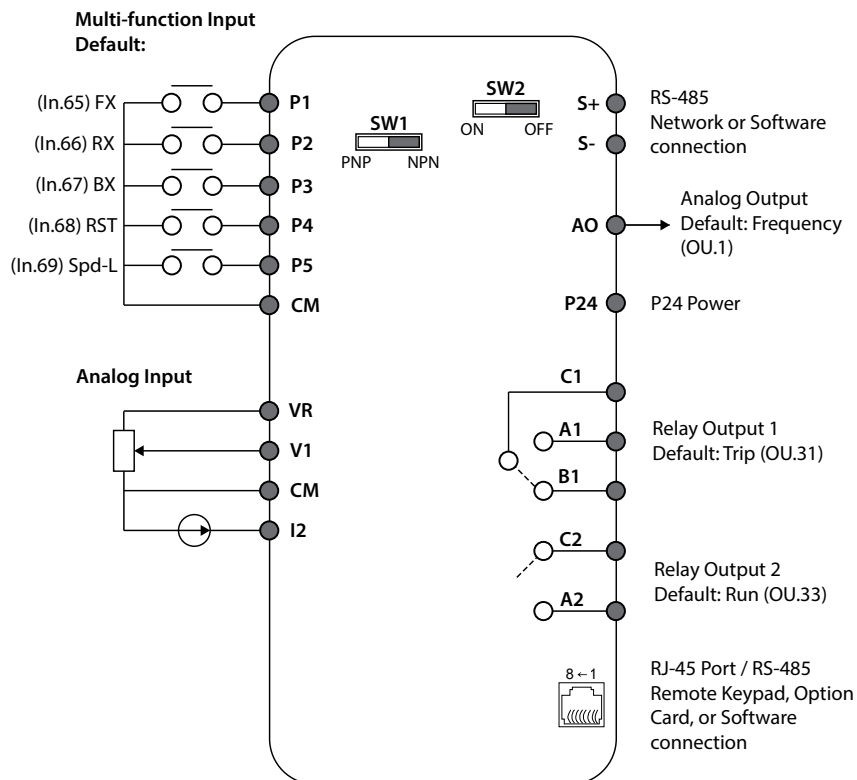 Multi-function Input
Default:
(In.65) FX
P1
(In.66) RX
P2
(In.67) BX
P3
(In.68) RST
P4
(In.69) Spd-L
P5
CM
SW1
PNP NPN
SW2
ON OFF
S+
S-
RS-485
Network or Software
connection
AO
Analog Output
Default: Frequency
(OU.1)
P24
P24 Power
Analog Input
VR
V1
CM
I2
C1
A1
B1
Relay Output 1
Default: Trip (OU.31)
C2
A2
Relay Output 2
Default: Run (OU.33)
8←1
RJ-45 Port / RS-485
Remote Keypad, Option
Card, or Software
connection